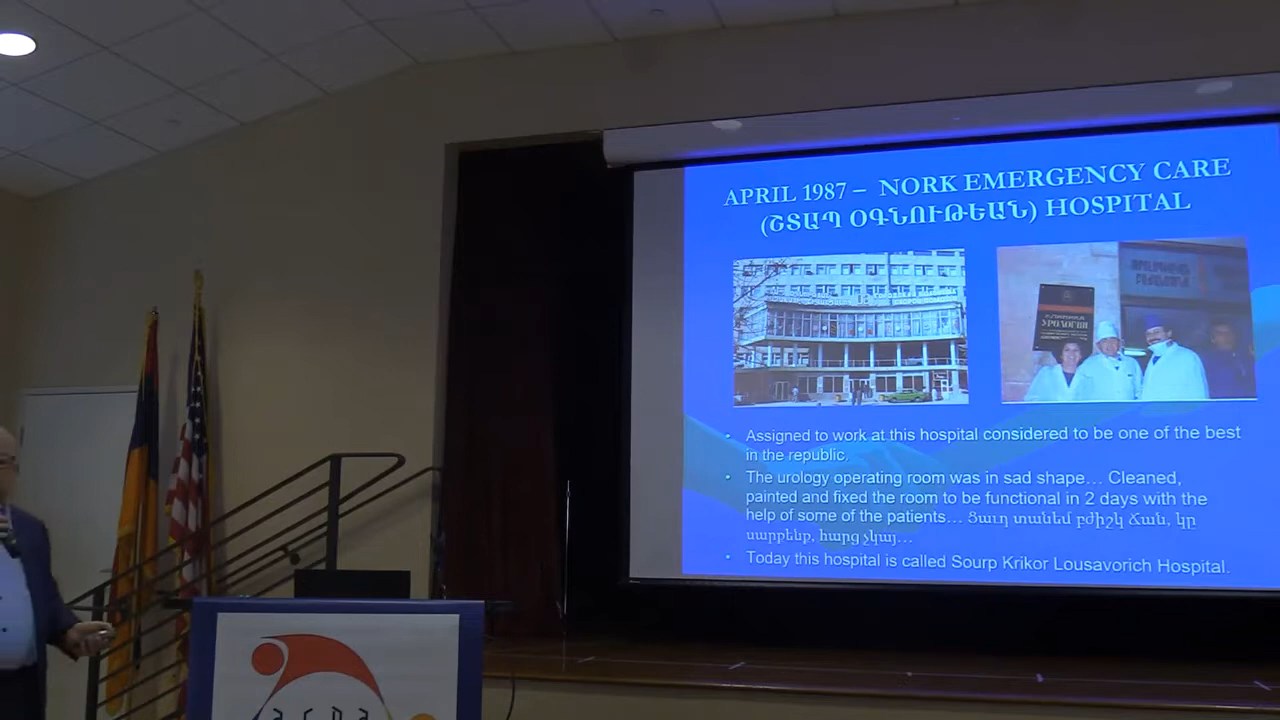 APRIL 1987 – NORK EMERGENCY CARE
(ՇՏԱՊ ՕԳՆՈՒԹԵԱՆ) HOSPITAL
ՈՒՐՈԼՈԳԻԱՅԻ
• Assigned to work at this hospital considered to be one of the best
in the republic.
• The urology operating room was in sad shape… Cleaned,
painted and fixed the room to be functional in 2 days with the
help of some of the patients… Ցաւդ տանեմ բժիշկ ճան, կը
սարքենք, հարց չկայ…
• Today this hospital is called Sourp Krikor Lousavorich Hospital.